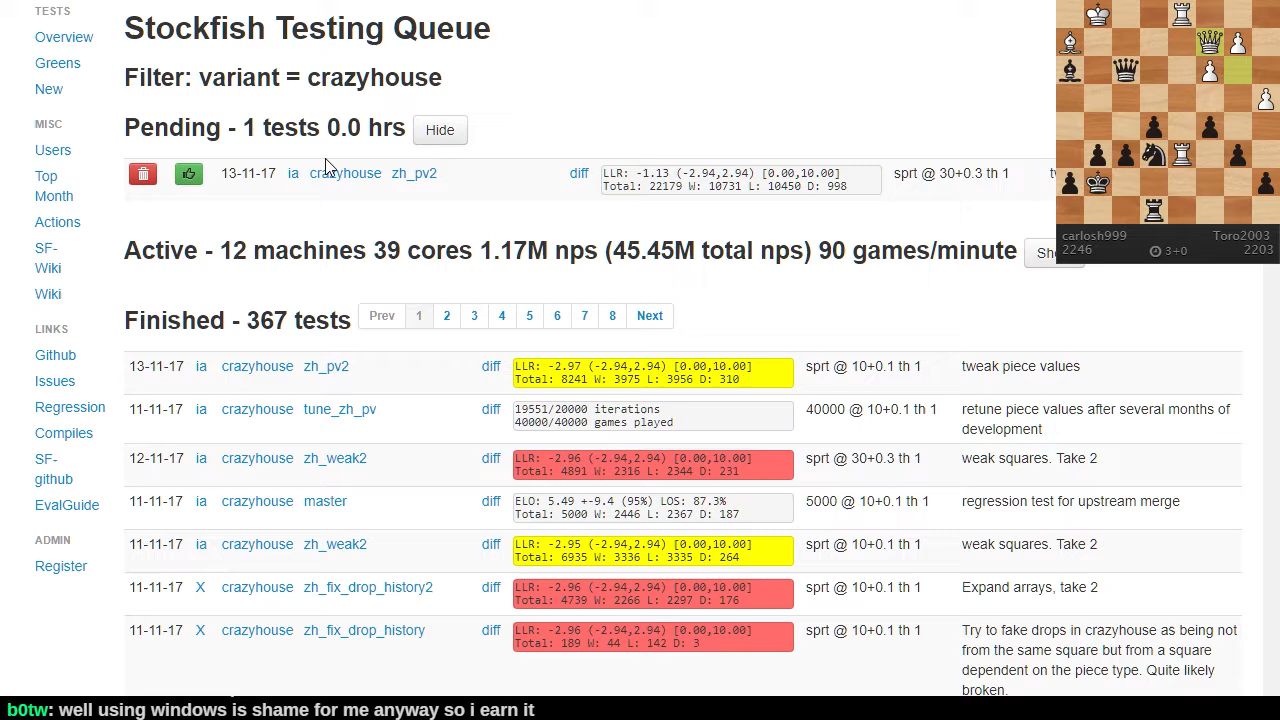 TESTS
Overview
Greens
New
MISC
Users
Top
Month
Actions
SF-
Wiki
Wiki
LINKS
Github
Issues
Regression
Compiles
SF-
github
EvalGuide
ADMIN
Register
Stockfish Testing Queue
Filter: variant = crazyhouse
Pending - 1 tests 0.0 hrs Hide
13-11-17 ia crazyhouse zh_pv2 diff LLR: -1.13 (-2.94,2.94) [0.00,10.00] sprt @ 30+0.3 th 1
Total: 22179 W: 10731 L: 10450 D: 998
Active - 12 machines 39 cores 1.17M nps (45.45M total nps) 90 games/minute
Finished - 367 tests Prev 1 2 3 4 5 6 7 8 Next
13-11-17 ia crazyhouse zh_pv2 diff LLR: -2.97 (-2.94,2.94) [0.00,10.00] sprt @ 10+0.1 th 1 tweak piece values
Total: 8241 W: 3975 L: 3956 D: 310
11-11-17 ia crazyhouse tune_zh_pv diff 19551/20000 iterations 40000 @ 10+0.1 th 1 retune piece values after several months of
40000/40000 games played development
12-11-17 ia crazyhouse zh_weak2 diff LLR: -2.96 (-2.94,2.94) [0.00,10.00] sprt @ 30+0.3 th 1 weak squares. Take 2
Total: 4891 W: 2316 L: 2344 D: 231
11-11-17 ia crazyhouse master diff ELO: 5.49 +-9.4 (95%) LOS: 87.3% 5000 @ 10+0.1 th 1 regression test for upstream merge
Total: 5000 W: 2446 L: 2367 D: 187
11-11-17 ia crazyhouse zh_weak2 diff LLR: -2.95 (-2.94,2.94) [0.00,10.00] sprt @ 10+0.1 th 1 weak squares. Take 2
Total: 6935 W: 3336 L: 3335 D: 264
11-11-17 X crazyhouse zh_fix_drop_history2 diff LLR: -2.96 (-2.94,2.94) [0.00,10.00] sprt @ 10+0.1 th 1 Expand arrays, take 2
Total: 4739 W: 2266 L: 2297 D: 176
11-11-17 X crazyhouse zh_fix_drop_history diff LLR: -2.96 (-2.94,2.94) [0.00,10.00] sprt @ 10+0.1 th 1 Try to fake drops in crazyhouse as being not
Total: 189 W: 44 L: 142 D: 3 from the same square but from a square
dependent on the piece type. Quite likely
broken.
carlosh999 Toro2003
2246 3+0 2203
b0tw: well using windows is shame for me anyway so i earn it